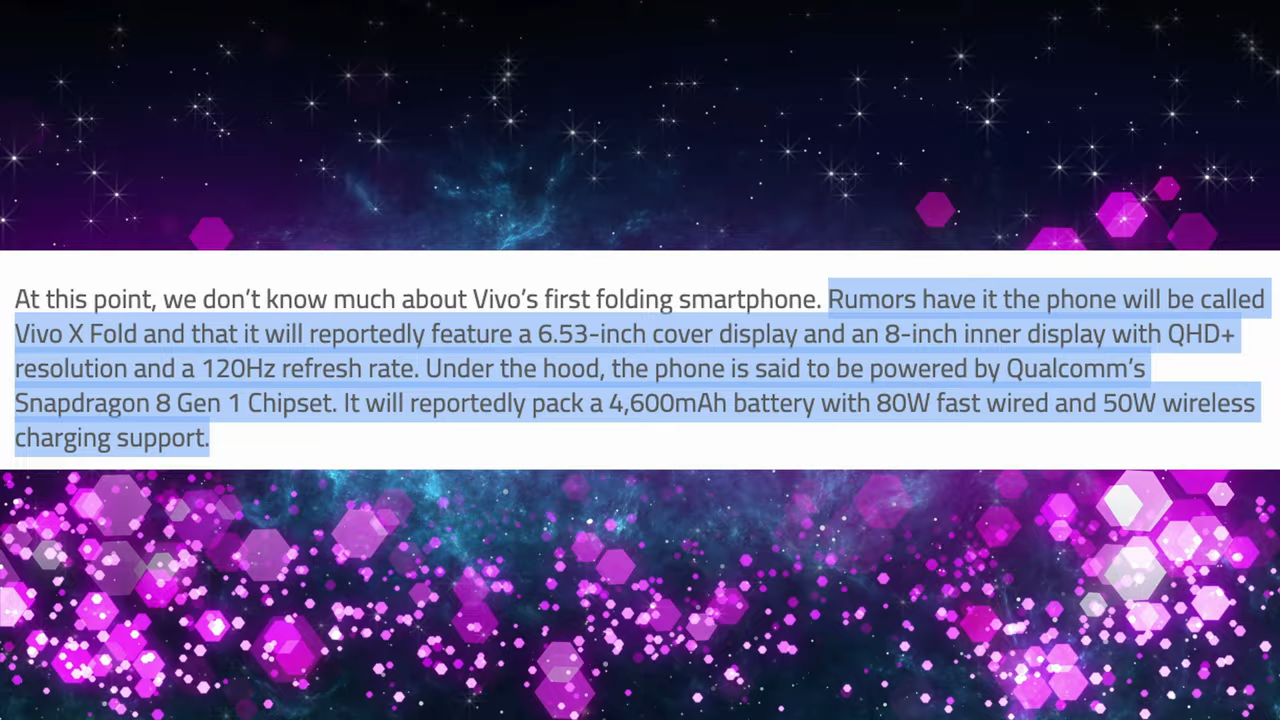 At this point, we don’t know much about Vivo’s first folding smartphone. Rumors have it the phone will be called
Vivo X Fold and that it will reportedly feature a 6.53-inch cover display and an 8-inch inner display with QHD+
resolution and a 120Hz refresh rate. Under the hood, the phone is said to be powered by Qualcomm’s
Snapdragon 8 Gen 1 Chipset. It will reportedly pack a 4,600mAh battery with 80W fast wired and 50W wireless
charging support.